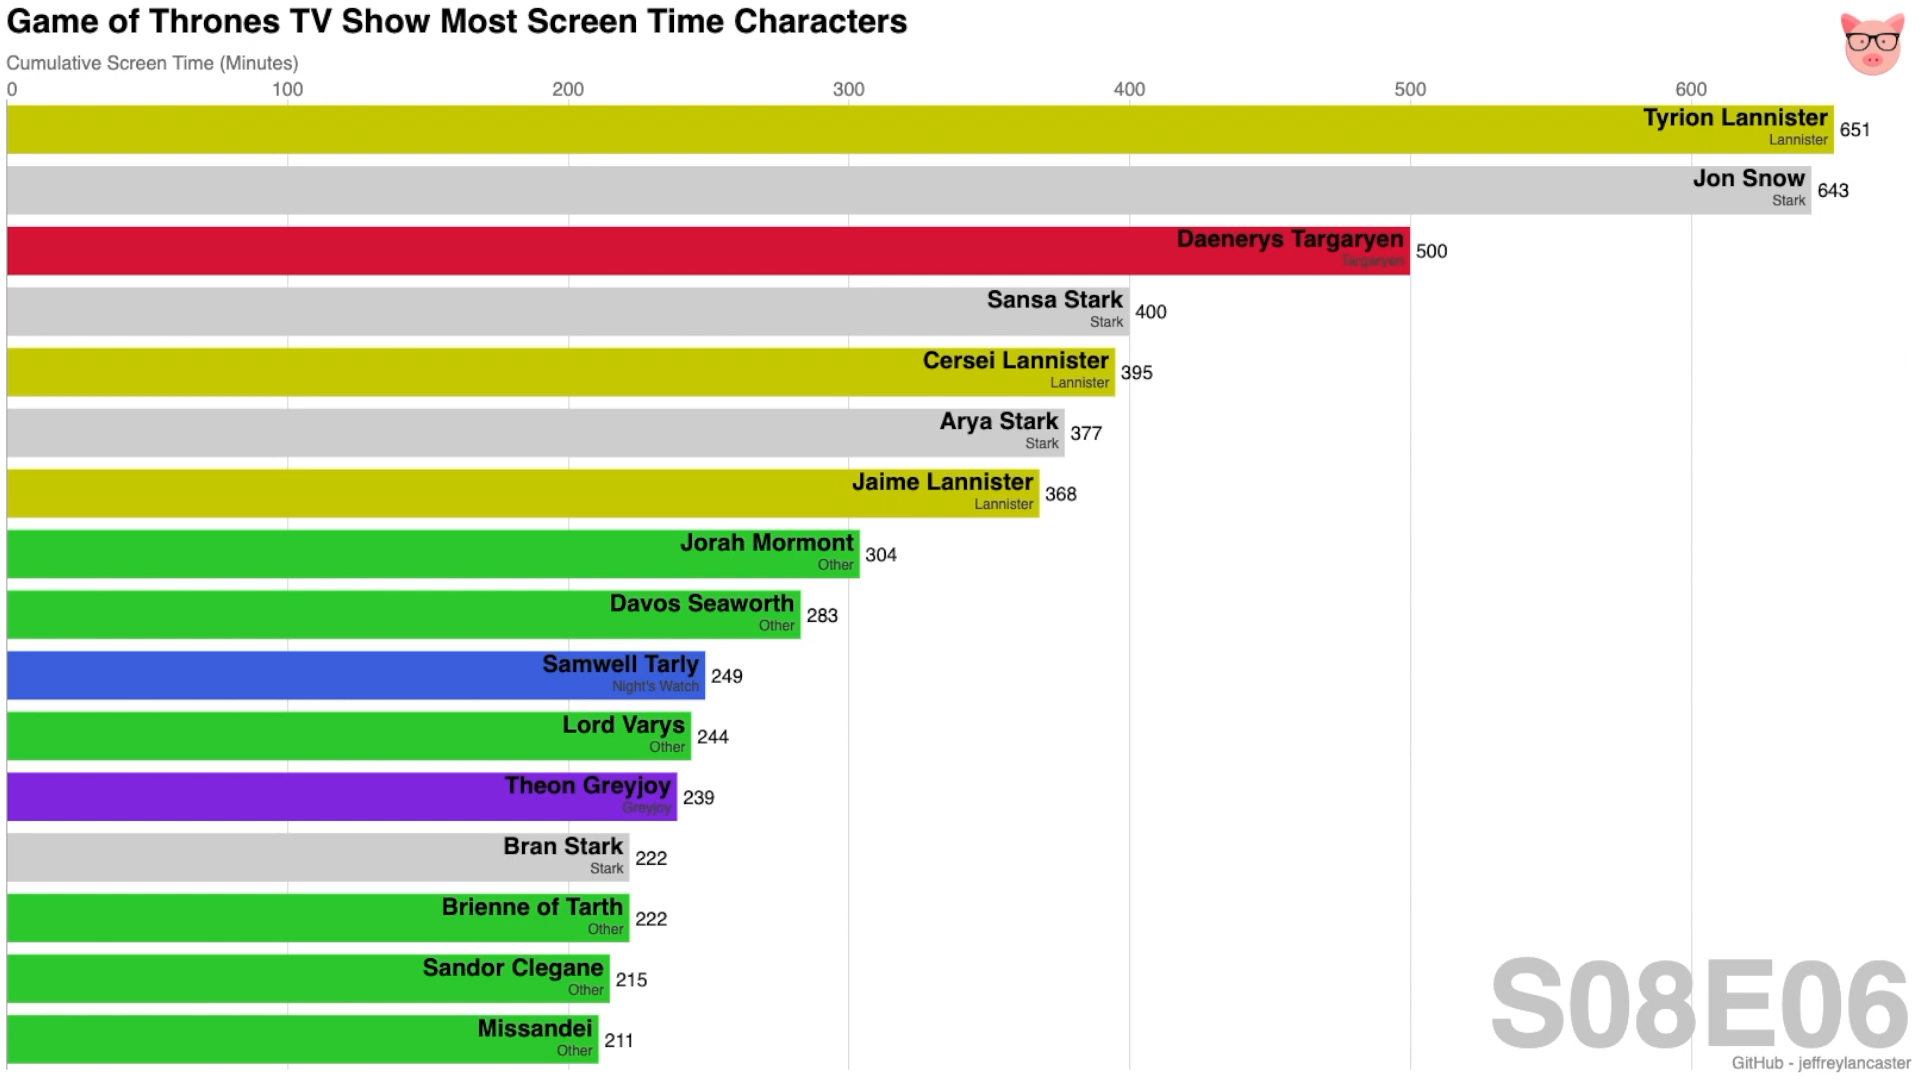 Game of Thrones TV Show Most Screen Time Characters
Cumulative Screen Time (Minutes)
0 100 200 300 400 500 600
Tyrion Lannister 651
Lannister
Jon Snow 643
Stark
Daenerys Targaryen 500
Targaryen
Sansa Stark 400
Stark
Cersei Lannister 395
Lannister
Arya Stark 377
Stark
Jaime Lannister 368
Lannister
Jorah Mormont 304
Other
Davos Seaworth 283
Other
Samwell Tarly 249
Night's Watch
Lord Varys 244
Other
Theon Greyjoy 239
Greyjoy
Bran Stark 222
Stark
Brienne of Tarth 222
Other
Sandor Clegane 215
Other
Missandei 211
Other
S08E06
GitHub - jeffreylancaster